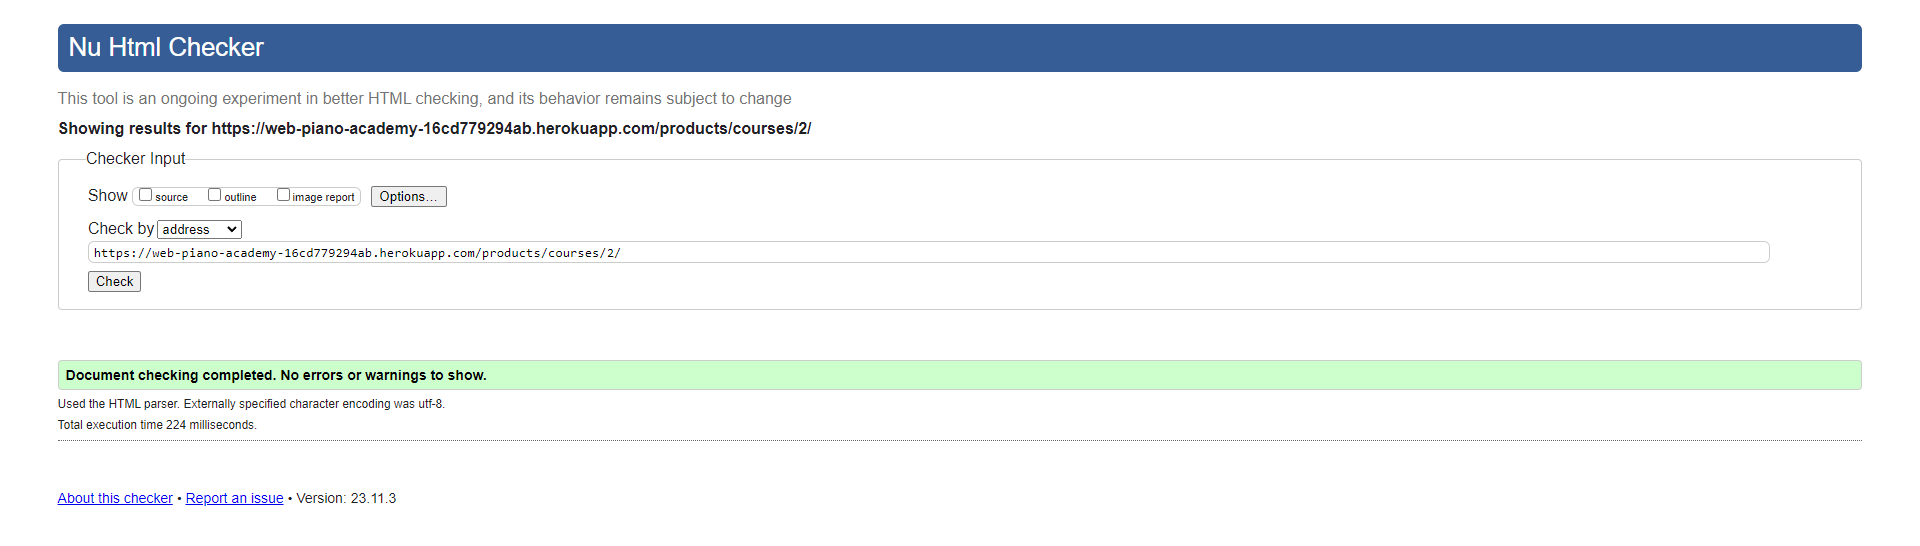 Nu Html Checker
This tool is an ongoing experiment in better HTML checking, and its behavior remains subject to change
Showing results for https://web-piano-academy-16cd779294ab.herokuapp.com/products/courses/2/
Checker Input
Show source outline image report Options...
Check by address
https://web-piano-academy-16cd779294ab.herokuapp.com/products/courses/2/
Check
Document checking completed. No errors or warnings to show.
Used the HTML parser. Externally specified character encoding was utf-8.
Total execution time 224 milliseconds.
About this checker • Report an issue • Version: 23.11.3